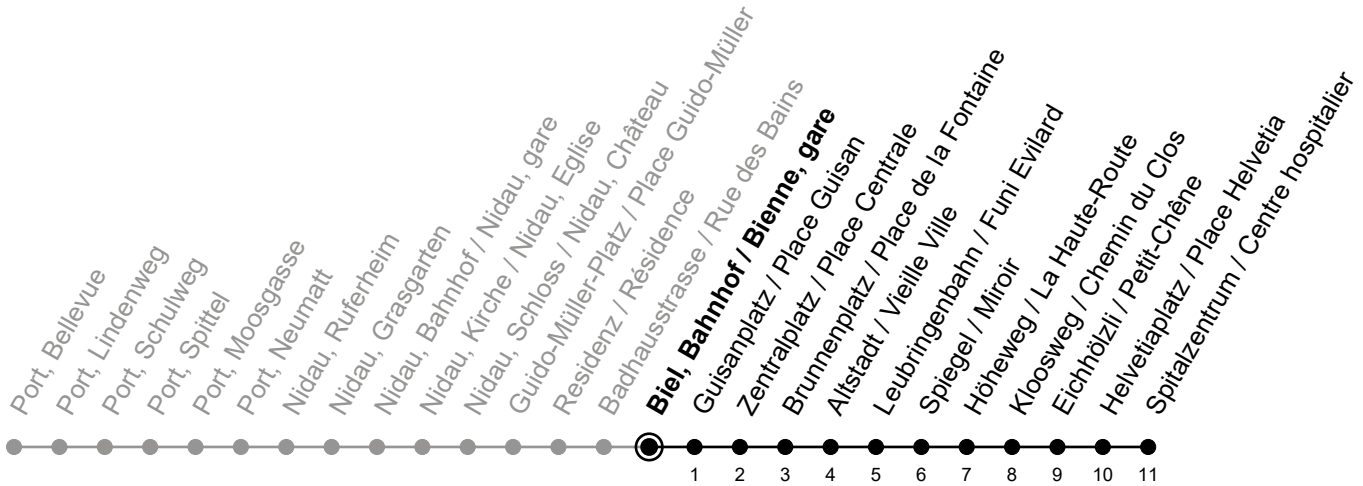 Port, Bellevue
Port, Lindenweg
Port, Schulweg
Port, Spittel
Port, Moosgasse
Port, Neumatt
Nidau, Ruferheim
Nidau, Grasgarten
Nidau, Bahnhof / Nidau, gare
Nidau, Kirche / Nidau, Eglise
Nidau, Schloss / Nidau, Château
Guido-Müller-Platz / Place Guido-Müller
Residenz / Résidence
Badhausstrasse / Rue des Bains
Biel, Bahnhof / Bienne, gare
Guisanplatz / Place Guisan
Zentralplatz / Place Centrale
Brunnenplatz / Place de la Fontaine
Altstadt / Vieille Ville
Leubringenbahn / Funi Evilard
Spiegel / Miroir
Höheweg / La Haute-Route
Kloosweg / Chemin du Clos
Eichhölzli / Petit-Chêne
Helvetiaplatz / Place Helvetia
Spitalzentrum / Centre hospitalier
1 2 3 4 5 6 7 8 9 10 11